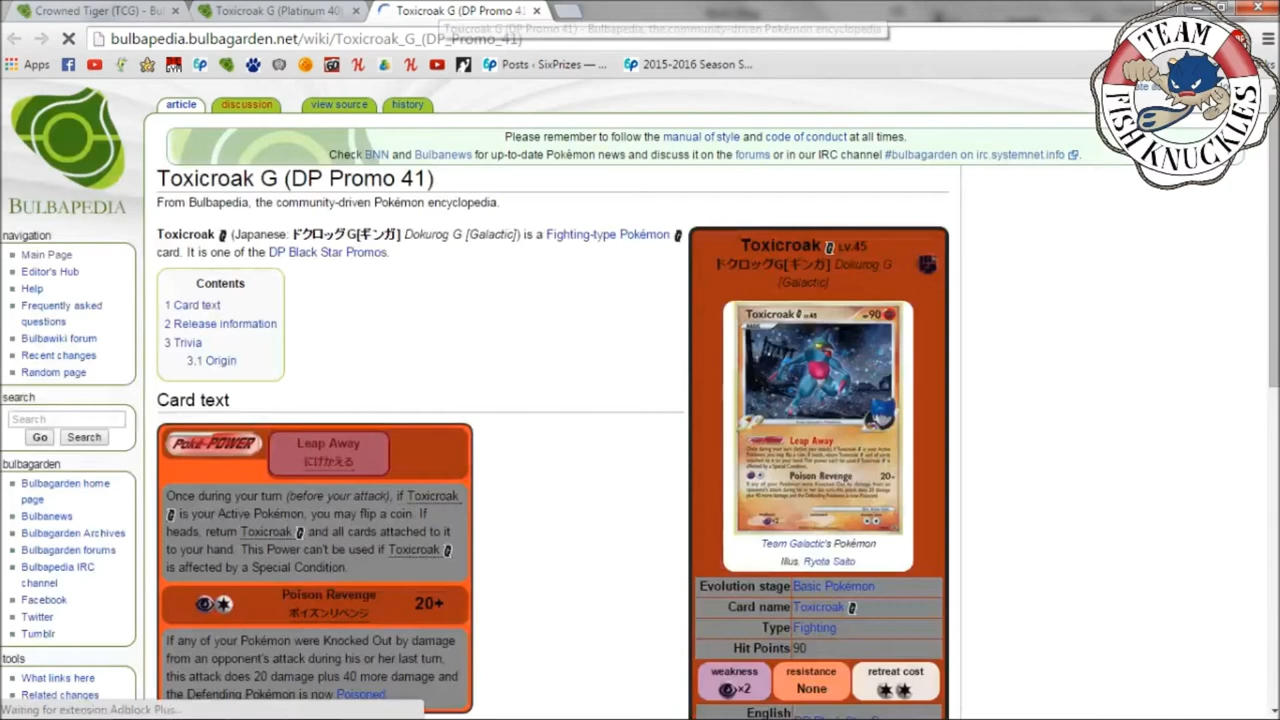 Crowned Tiger (TCG) - Bul
Toxicroak G (Platinum 40)
Toxicroak G (DP Promo 41
Toxicroak G (DP Promo 41) - Bulbapedia, the community-driven Pokémon encyclopedia
bulbapedia.bulbagarden.net/wiki/Toxicroak_G_(DP_Promo_41)
Apps
Posts ‹ SixPrizes — ...
2015-2016 Season S...
TEAM
FISH KNUCKLES
article
discussion
view source
history
Please remember to follow the manual of style and code of conduct at all times.
Check BNN and Bulbanews for up-to-date Pokémon news and discuss it on the forums or in our IRC channel #bulbagarden on irc.systemnet.info
BULBAPEDIA
Toxicroak G (DP Promo 41)
From Bulbapedia, the community-driven Pokémon encyclopedia.
Toxicroak G (Japanese: ドクロッグG[ギンガ] Dokurog G [Galactic]) is a Fighting-type Pokémon G
card. It is one of the DP Black Star Promos.
Contents
1 Card text
2 Release information
3 Trivia
3.1 Origin
Card text
Poké-POWER
Leap Away
にげかえる
Once during your turn (before your attack), if Toxicroak
G is your Active Pokémon, you may flip a coin. If
heads, return Toxicroak G and all cards attached to it
to your hand. This Power can't be used if Toxicroak G
is affected by a Special Condition.
Poison Revenge
ポイズンリベンジ
20+
If any of your Pokémon were Knocked Out by damage
from an opponent's attack during his or her last turn,
this attack does 20 damage plus 40 more damage and
the Defending Pokémon is now Poisoned.
navigation
Main Page
Editor's Hub
Help
Frequently asked
questions
Bulbawiki forum
Recent changes
Random page
search
Search
Go
Search
bulbagarden
Bulbagarden home
page
Bulbanews
Bulbagarden Archives
Bulbagarden forums
Bulbapedia IRC
channel
Facebook
Twitter
Tumblr
tools
What links here
Related changes
Waiting for extension Adblock Plus...
Toxicroak G LV.45
ドクロッグG[ギンガ] Dokurog G
[Galactic]
Toxicroak G LV.45
90
BASIC
Leap Away
Poison Revenge
20+
×2
Team Galactic's Pokémon
Illus. Ryota Saito
Evolution stage Basic Pokémon
Card name Toxicroak G
Type Fighting
Hit Points 90
weakness
×2
resistance
None
retreat cost
English